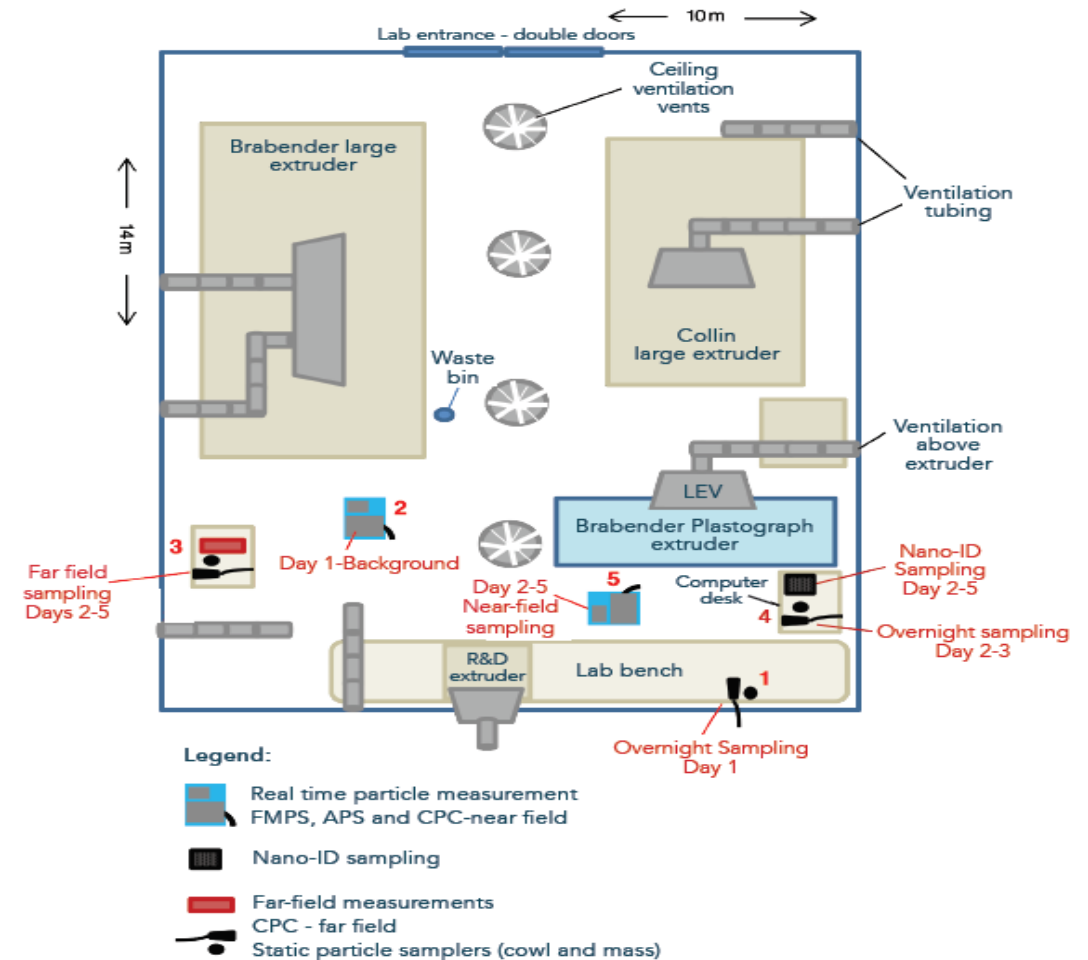 10m
Lab entrance - double doors
Ceiling
ventilation
vents
Brabender large
extruder
14m
Ventilation
tubing
Collin
large extruder
Waste
bin
Ventilation
above
extruder
LEV
Brabender Plastograph
extruder
2
Day 1-Background
3
Far field
sampling
Days 2-5
Nano-ID
Sampling
Day 2-5
5
Day 2-5
Near-field
sampling
Computer
desk
4
Overnight sampling
Day 2-3
R&D
extruder
Lab bench
1
Overnight Sampling
Day 1
Legend:
Real time particle measurement
FMPS, APS and CPC-near field
Nano-ID sampling
Far-field measurements
CPC - far field
Static particle samplers (cowl and mass)